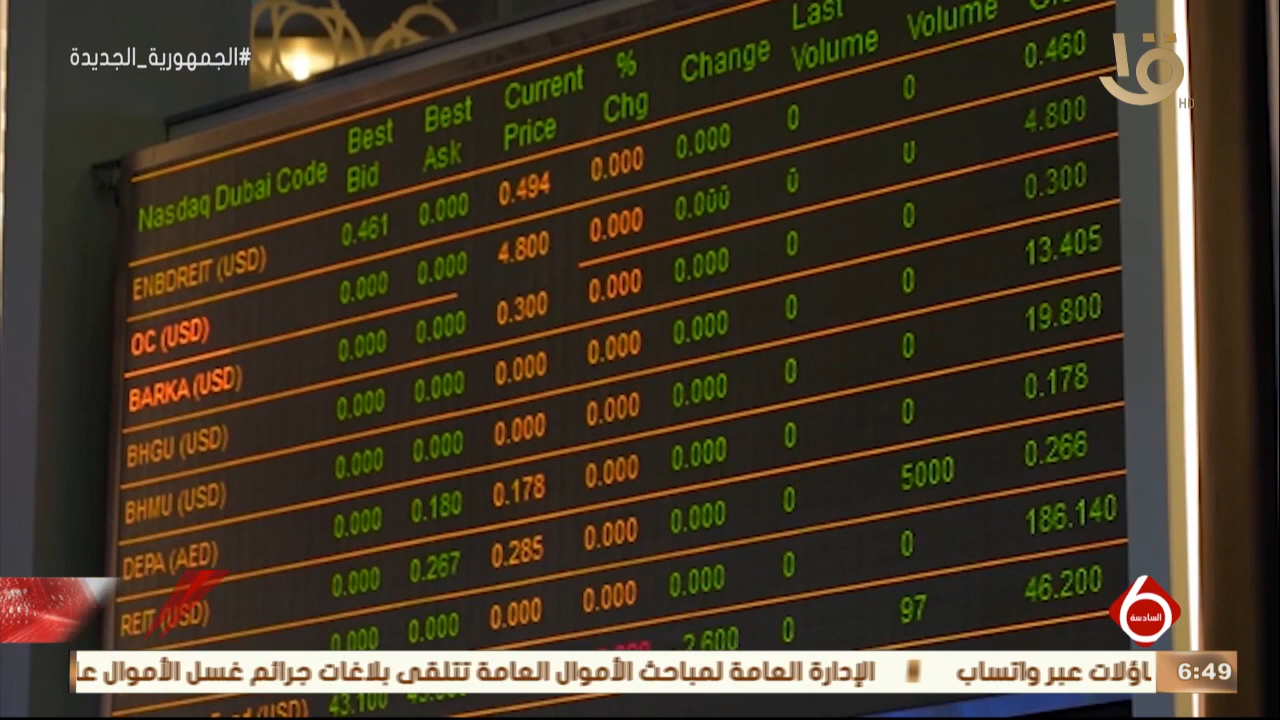 #الجمهورية_الجديدة
HD
Nasdaq Dubai Code Best Bid Best Ask Current Price % Chg Change Last Volume Volume
ENBDREIT (USD) 0.461 0.000 0.494 0.000 0.000 0 0 0.460
OC (USD) 0.000 0.000 4.800 0.000 0.000 0 0 4.800
BARKA (USD) 0.000 0.000 0.300 0.000 0.000 0 0 0.300
BHGU (USD) 0.000 0.000 0.000 0.000 0.000 0 0 13.405
BHMU (USD) 0.000 0.000 0.000 0.000 0.000 0 0 19.800
DEPA (AED) 0.000 0.180 0.178 0.000 0.000 0 0 0.178
REIT (USD) 0.000 0.267 0.285 0.000 0.000 0 5000 0.266
0.000 0.000 0.000 0.000 0.000 0 0 186.140
(USD) 43.100 2.600 0 97 46.200
السادسة
ـاؤلات عبر واتساب الإدارة العامة لمباحث الأموال العامة تتلقى بلاغات جرائم غسل الأموال عا
6:49